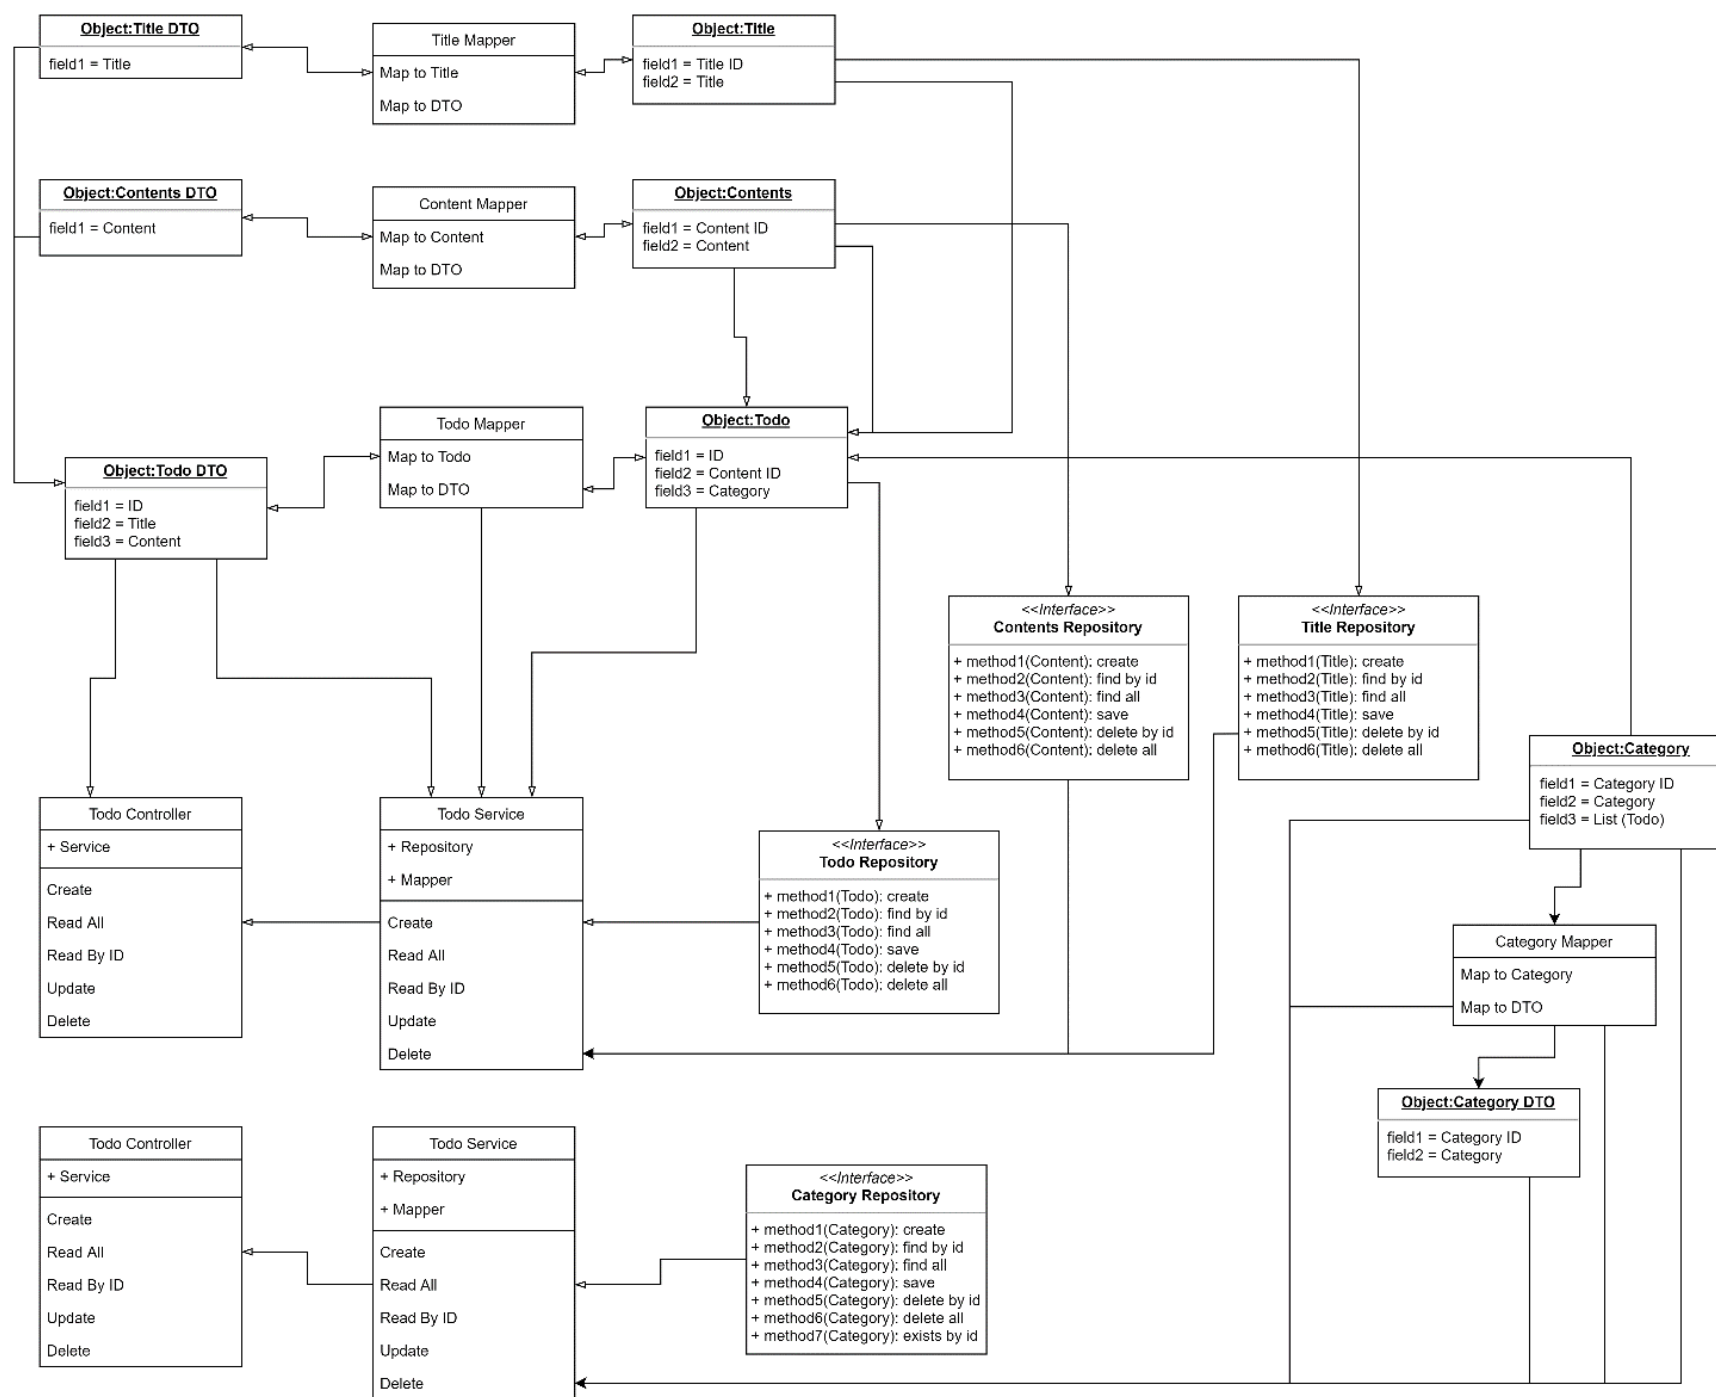 Object:Title DTO
field1 = Title
Title Mapper
Map to Title
Map to DTO
Object:Title
field1 = Title ID
field2 = Title
Object:Contents DTO
field1 = Content
Content Mapper
Map to Content
Map to DTO
Object:Contents
field1 = Content ID
field2 = Content
Todo Mapper
Map to Todo
Map to DTO
Object:Todo
field1 = ID
field2 = Content ID
field3 = Category
Object:Todo DTO
field1 = ID
field2 = Title
field3 = Content
<<Interface>>
Contents Repository
+ method1(Content): create
+ method2(Content): find by id
+ method3(Content): find all
+ method4(Content): save
+ method5(Content): delete by id
+ method6(Content): delete all
<<Interface>>
Title Repository
+ method1(Title): create
+ method2(Title): find by id
+ method3(Title): find all
+ method4(Title): save
+ method5(Title): delete by id
+ method6(Title): delete all
Object:Category
field1 = Category ID
field2 = Category
field3 = List (Todo)
Todo Controller
+ Service
Create
Read All
Read By ID
Update
Delete
Todo Service
+ Repository
+ Mapper
Create
Read All
Read By ID
Update
Delete
<<Interface>>
Todo Repository
+ method1(Todo): create
+ method2(Todo): find by id
+ method3(Todo): find all
+ method4(Todo): save
+ method5(Todo): delete by id
+ method6(Todo): delete all
Category Mapper
Map to Category
Map to DTO
Object:Category DTO
field1 = Category ID
field2 = Category
Todo Controller
+ Service
Create
Read All
Read By ID
Update
Delete
Todo Service
+ Repository
+ Mapper
Create
Read All
Read By ID
Update
Delete
<<Interface>>
Category Repository
+ method1(Category): create
+ method2(Category): find by id
+ method3(Category): find all
+ method4(Category): save
+ method5(Category): delete by id
+ method6(Category): delete all
+ method7(Category): exists by id